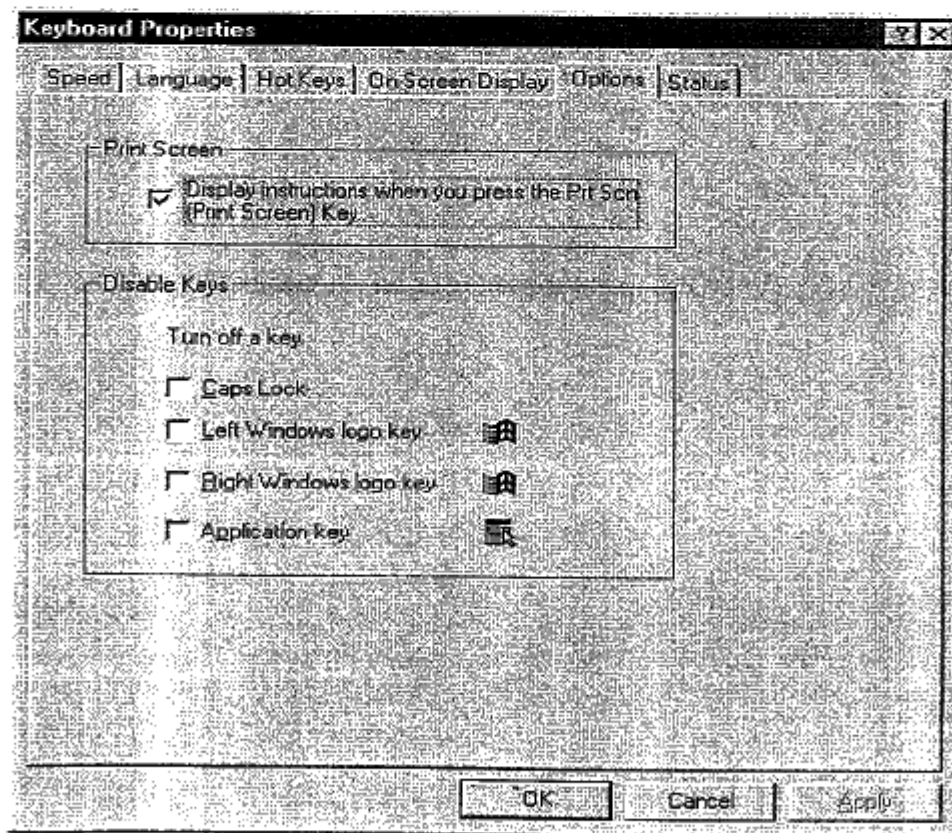 Keyboard Properties
Speed Language Hot Keys On-Screen Display Options Status
Print Screen
Display instructions when you press the Prt Scn
(Print Screen) Key
Disable Keys
Turn off a key
Caps Lock
Left Windows logo key
Right Windows logo key
Application key
OK Cancel Apply